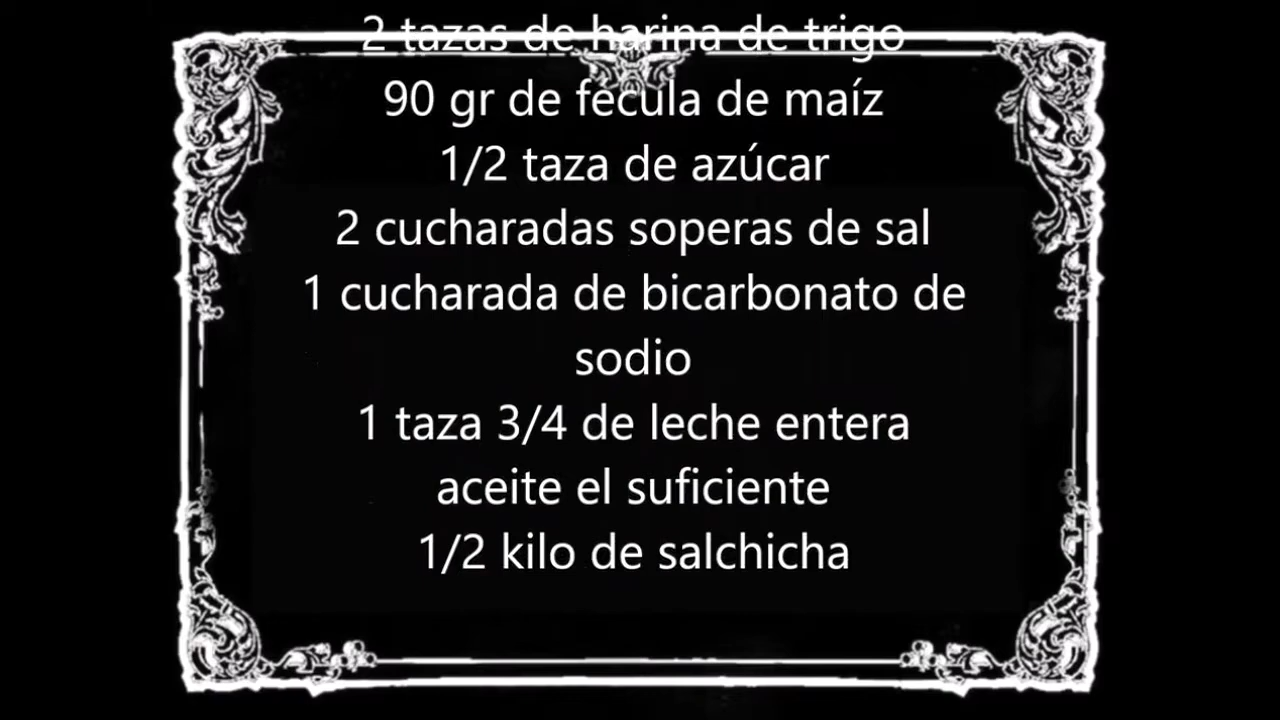 2 tazas de harina de trigo
90 gr de fécula de maíz
1/2 taza de azúcar
2 cucharadas soperas de sal
1 cucharada de bicarbonato de
sodio
1 taza 3/4 de leche entera
aceite el suficiente
1/2 kilo de salchicha